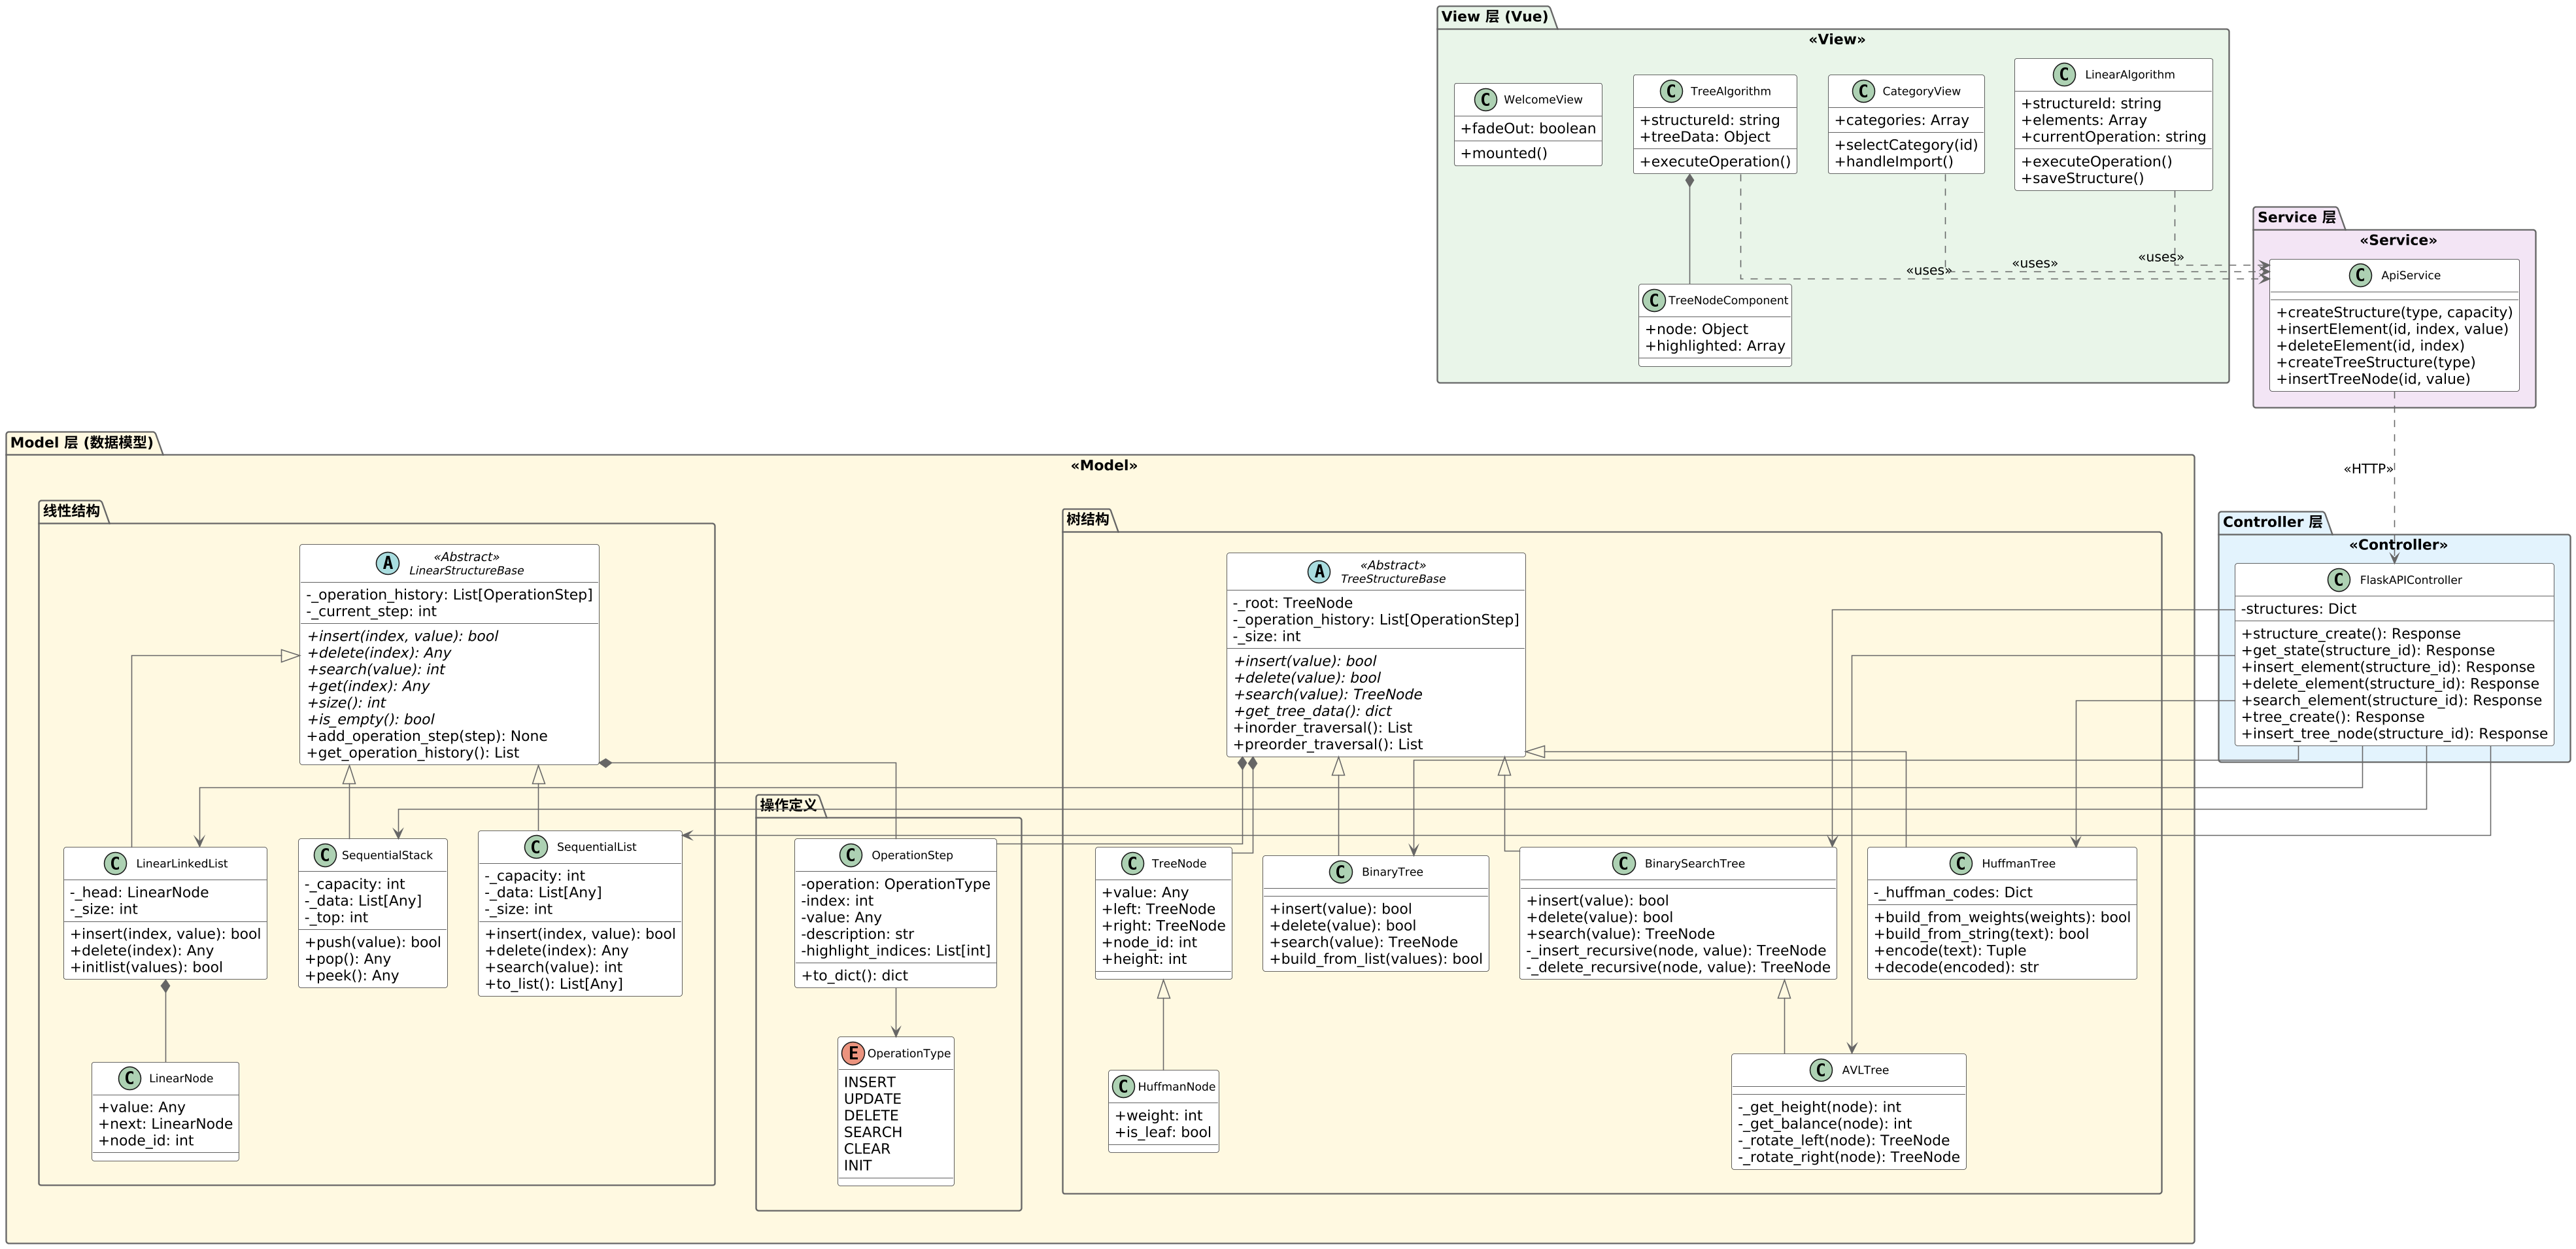 View 层 (Vue)
«View»
C WelcomeView
+fadeOut: boolean
+mounted()
C TreeAlgorithm
+structureId: string
+treeData: Object
+executeOperation()
C CategoryView
+categories: Array
+selectCategory(id)
+handleImport()
C LinearAlgorithm
+structureId: string
+elements: Array
+currentOperation: string
+executeOperation()
+saveStructure()
C TreeNodeComponent
+node: Object
+highlighted: Array
«uses»
«uses»
«uses»
Service 层
«Service»
C ApiService
+createStructure(type, capacity)
+insertElement(id, index, value)
+deleteElement(id, index)
+createTreeStructure(type)
+insertTreeNode(id, value)
«HTTP»
Controller 层
«Controller»
C FlaskAPIController
-structures: Dict
+structure_create(): Response
+get_state(structure_id): Response
+insert_element(structure_id): Response
+delete_element(structure_id): Response
+search_element(structure_id): Response
+tree_create(): Response
+insert_tree_node(structure_id): Response
Model 层 (数据模型)
«Model»
线性结构
A «Abstract»
LinearStructureBase
-_operation_history: List[OperationStep]
-_current_step: int
+insert(index, value): bool
+delete(index): Any
+search(value): int
+get(index): Any
+size(): int
+is_empty(): bool
+add_operation_step(step): None
+get_operation_history(): List
C LinearLinkedList
-_head: LinearNode
-_size: int
+insert(index, value): bool
+delete(index): Any
+initlist(values): bool
C SequentialStack
-_capacity: int
-_data: List[Any]
-_top: int
+push(value): bool
+pop(): Any
+peek(): Any
C SequentialList
-_capacity: int
-_data: List[Any]
-_size: int
+insert(index, value): bool
+delete(index): Any
+search(value): int
+to_list(): List[Any]
C LinearNode
+value: Any
+next: LinearNode
+node_id: int
操作定义
C OperationStep
-operation: OperationType
-index: int
-value: Any
-description: str
-highlight_indices: List[int]
+to_dict(): dict
E OperationType
INSERT
UPDATE
DELETE
SEARCH
CLEAR
INIT
树结构
A «Abstract»
TreeStructureBase
-_root: TreeNode
-_operation_history: List[OperationStep]
-_size: int
+insert(value): bool
+delete(value): bool
+search(value): TreeNode
+get_tree_data(): dict
+inorder_traversal(): List
+preorder_traversal(): List
C TreeNode
+value: Any
+left: TreeNode
+right: TreeNode
+node_id: int
+height: int
C BinaryTree
+insert(value): bool
+delete(value): bool
+search(value): TreeNode
+build_from_list(values): bool
C BinarySearchTree
+insert(value): bool
+delete(value): bool
+search(value): TreeNode
-_insert_recursive(node, value): TreeNode
-_delete_recursive(node, value): TreeNode
C HuffmanTree
-_huffman_codes: Dict
+build_from_weights(weights): bool
+build_from_string(text): bool
+encode(text): Tuple
+decode(encoded): str
C HuffmanNode
+weight: int
+is_leaf: bool
C AVLTree
-_get_height(node): int
-_get_balance(node): int
-_rotate_left(node): TreeNode
-_rotate_right(node): TreeNode